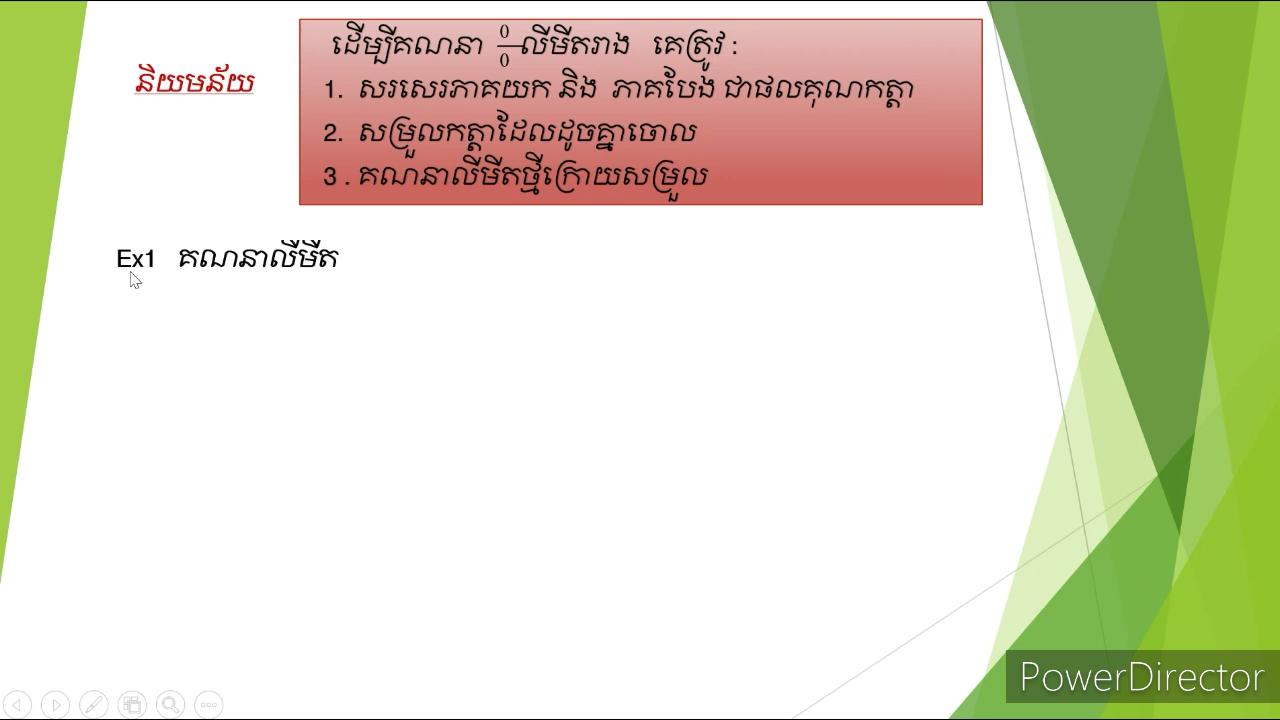 និយមន័យ
ដើម្បីគណនា 0/0 លីមីតរាង គេត្រូវ :
1. សរសេរភាគយក និង ភាគបែង ជាផលគុណកត្តា
2. សម្រួលកត្តាដែលដូចគ្នាចោល
3 . គណនាលីមីតថ្មីក្រោយសម្រួល
Ex1 គណនាលីមីត
PowerDirector